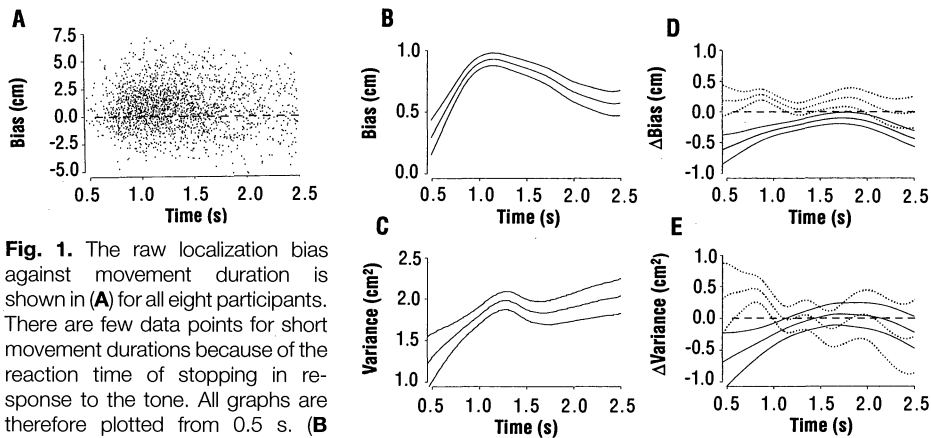 A
7.5
5.0
2.5
0.0
-2.5
-5.0
Bias (cm)
0.5 1.0 1.5 2.0 2.5
Time (s)
Fig. 1. The raw localization bias
against movement duration is
shown in (A) for all eight participants.
There are few data points for short
movement durations because of the
reaction time of stopping in re-
sponse to the tone. All graphs are
therefore plotted from 0.5 s. (B
B
1.0
0.5
0.0
Bias (cm)
0.5 1.0 1.5 2.0 2.5
Time (s)
C
2.5
2.0
1.5
1.0
Variance (cm²)
0.5 1.0 1.5 2.0 2.5
Time (s)
D
1.0
0.5
0.0
-0.5
-1.0
ΔBias (cm)
0.5 1.0 1.5 2.0 2.5
Time (s)
E
1.0
0.5
0.0
-0.5
-1.0
ΔVariance (cm²)
0.5 1.0 1.5 2.0 2.5
Time (s)